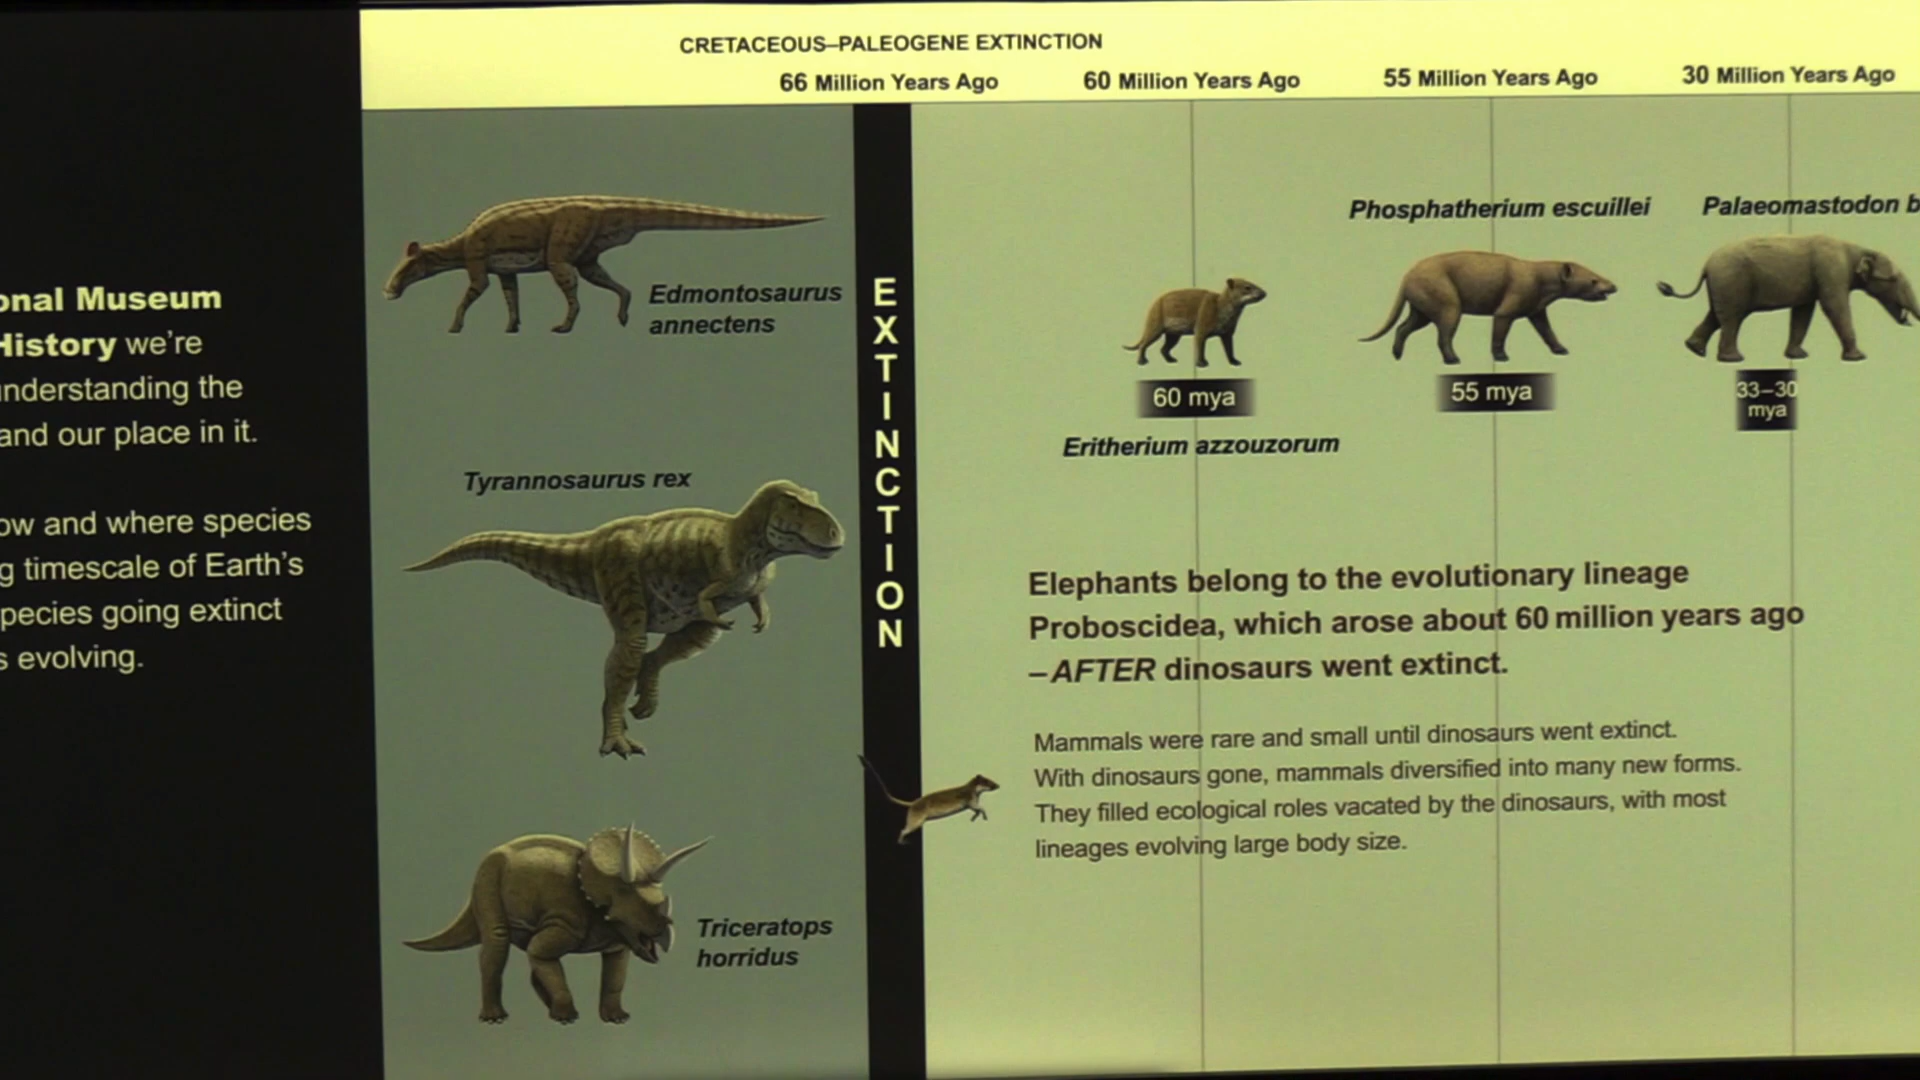 onal Museum
History we're
understanding the
and our place in it.
ow and where species
g timescale of Earth's
pecies going extinct
s evolving.
CRETACEOUS–PALEOGENE EXTINCTION
66 Million Years Ago
60 Million Years Ago
55 Million Years Ago
30 Million Years Ago
Edmontosaurus
annectens
Tyrannosaurus rex
Triceratops
horridus
EXTINCTION
Phosphatherium escuillei
Palaeomastodon b
60 mya
55 mya
33–30
mya
Eritherium azzouzorum
Elephants belong to the evolutionary lineage
Proboscidea, which arose about 60 million years ago
–AFTER dinosaurs went extinct.
Mammals were rare and small until dinosaurs went extinct.
With dinosaurs gone, mammals diversified into many new forms.
They filled ecological roles vacated by the dinosaurs, with most
lineages evolving large body size.